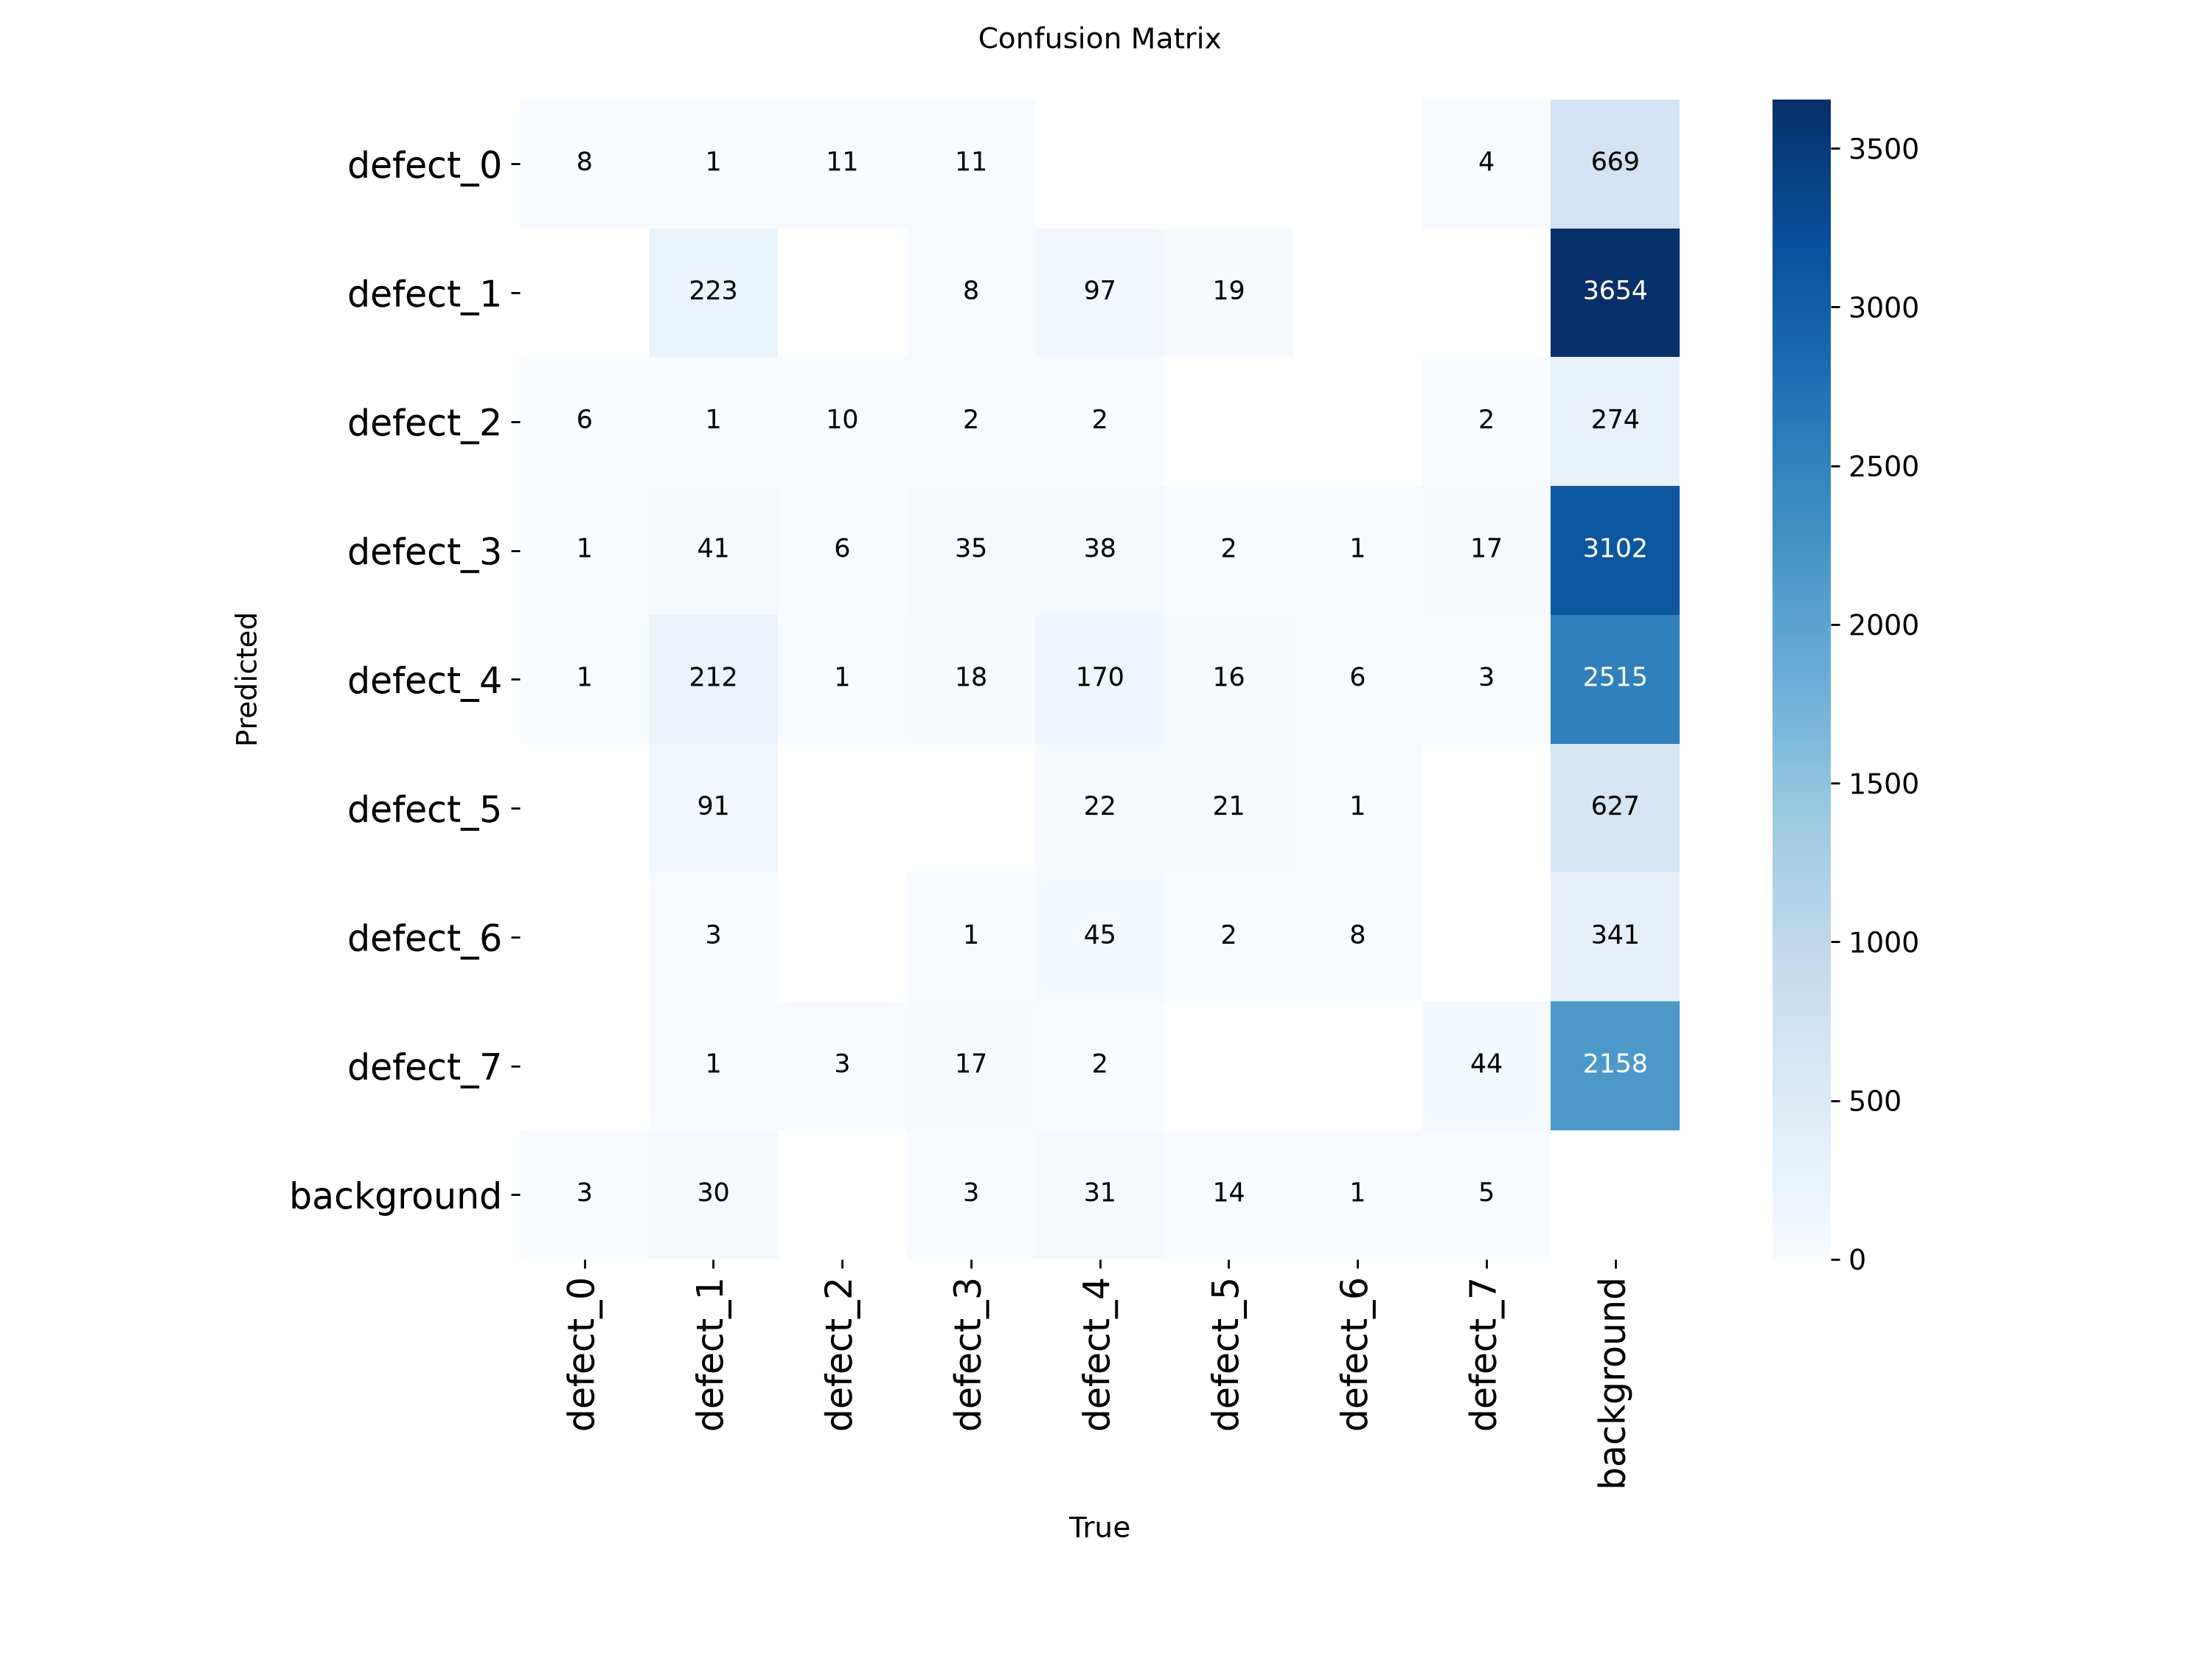 Confusion Matrix
defect_0 8 1 11 11 4 669
defect_1 223 8 97 19 3654
defect_2 6 1 10 2 2 2 274
defect_3 1 41 6 35 38 2 1 17 3102
defect_4 1 212 1 18 170 16 6 3 2515
defect_5 91 22 21 1 627
defect_6 3 1 45 2 8 341
defect_7 1 3 17 2 44 2158
background 3 30 3 31 14 1 5
defect_0 defect_1 defect_2 defect_3 defect_4 defect_5 defect_6 defect_7 background
Predicted
True
3500
3000
2500
2000
1500
1000
500
0